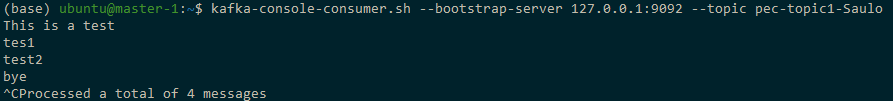 (base) ubuntu@master-1:~$ kafka-console-consumer.sh --bootstrap-server 127.0.0.1:9092 --topic pec-topic1-Saulo
This is a test
tes1
test2
bye
^CProcessed a total of 4 messages